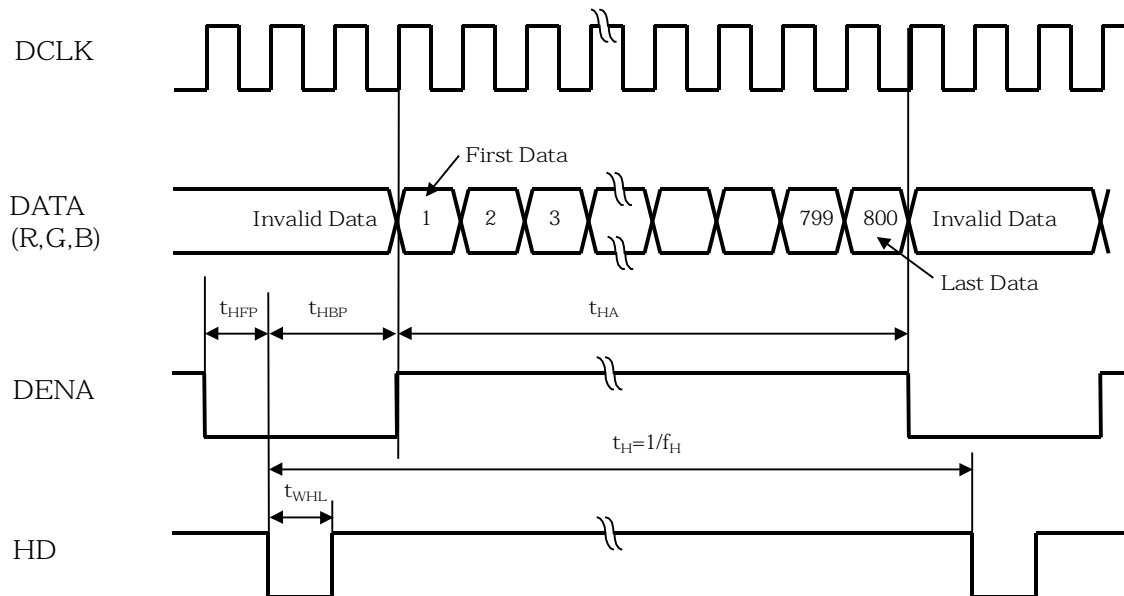 DCLK
First Data
DATA
(R,G,B)
Invalid Data 1 2 3 799 800 Invalid Data
Last Data
tHFP tHBP tHA
DENA
tH=1/fH
tWHL
HD